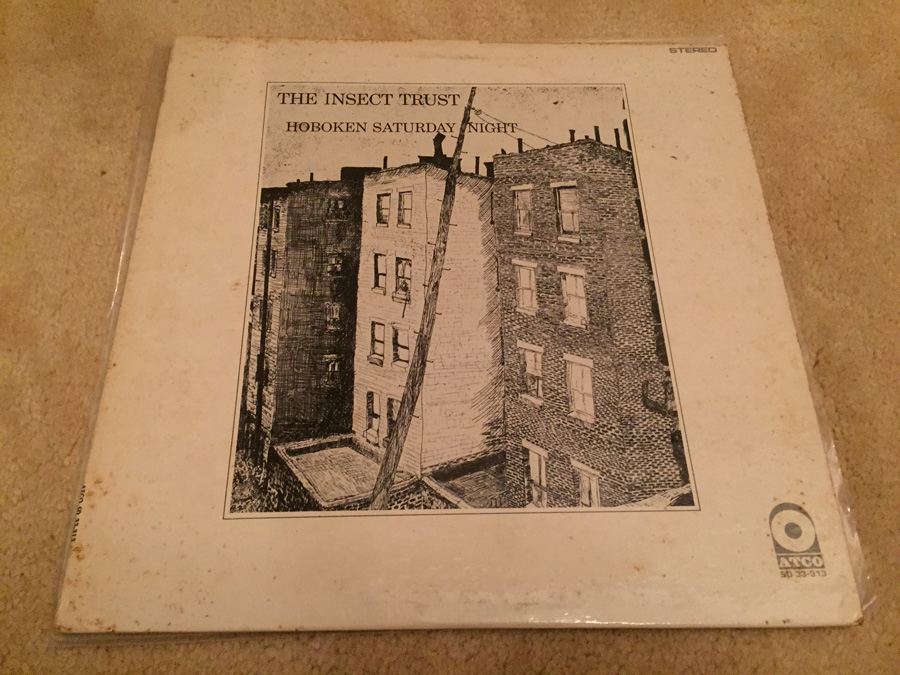 STEREO
THE INSECT TRUST
HOBOKEN SATURDAY NIGHT
ATCO
SD 33-313